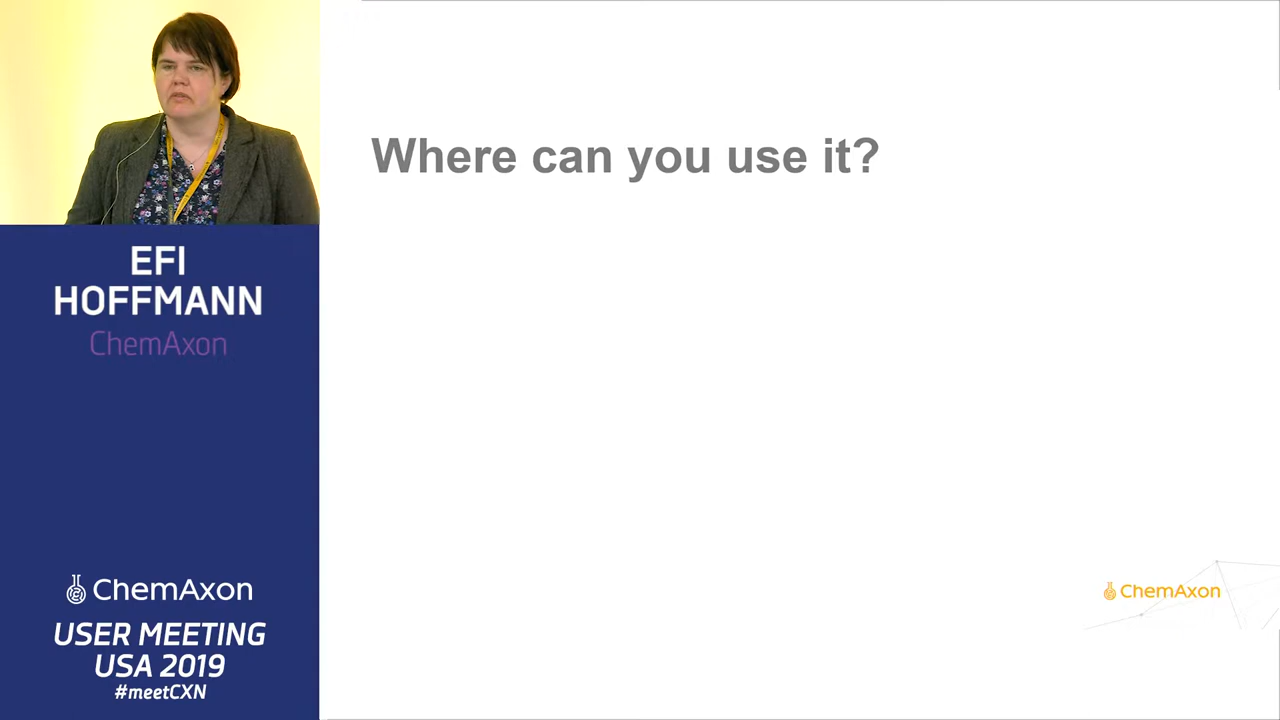 Where can you use it?
EFI
HOFFMANN
ChemAxon
ChemAxon
USER MEETING
USA 2019
#meetCXN
ChemAxon